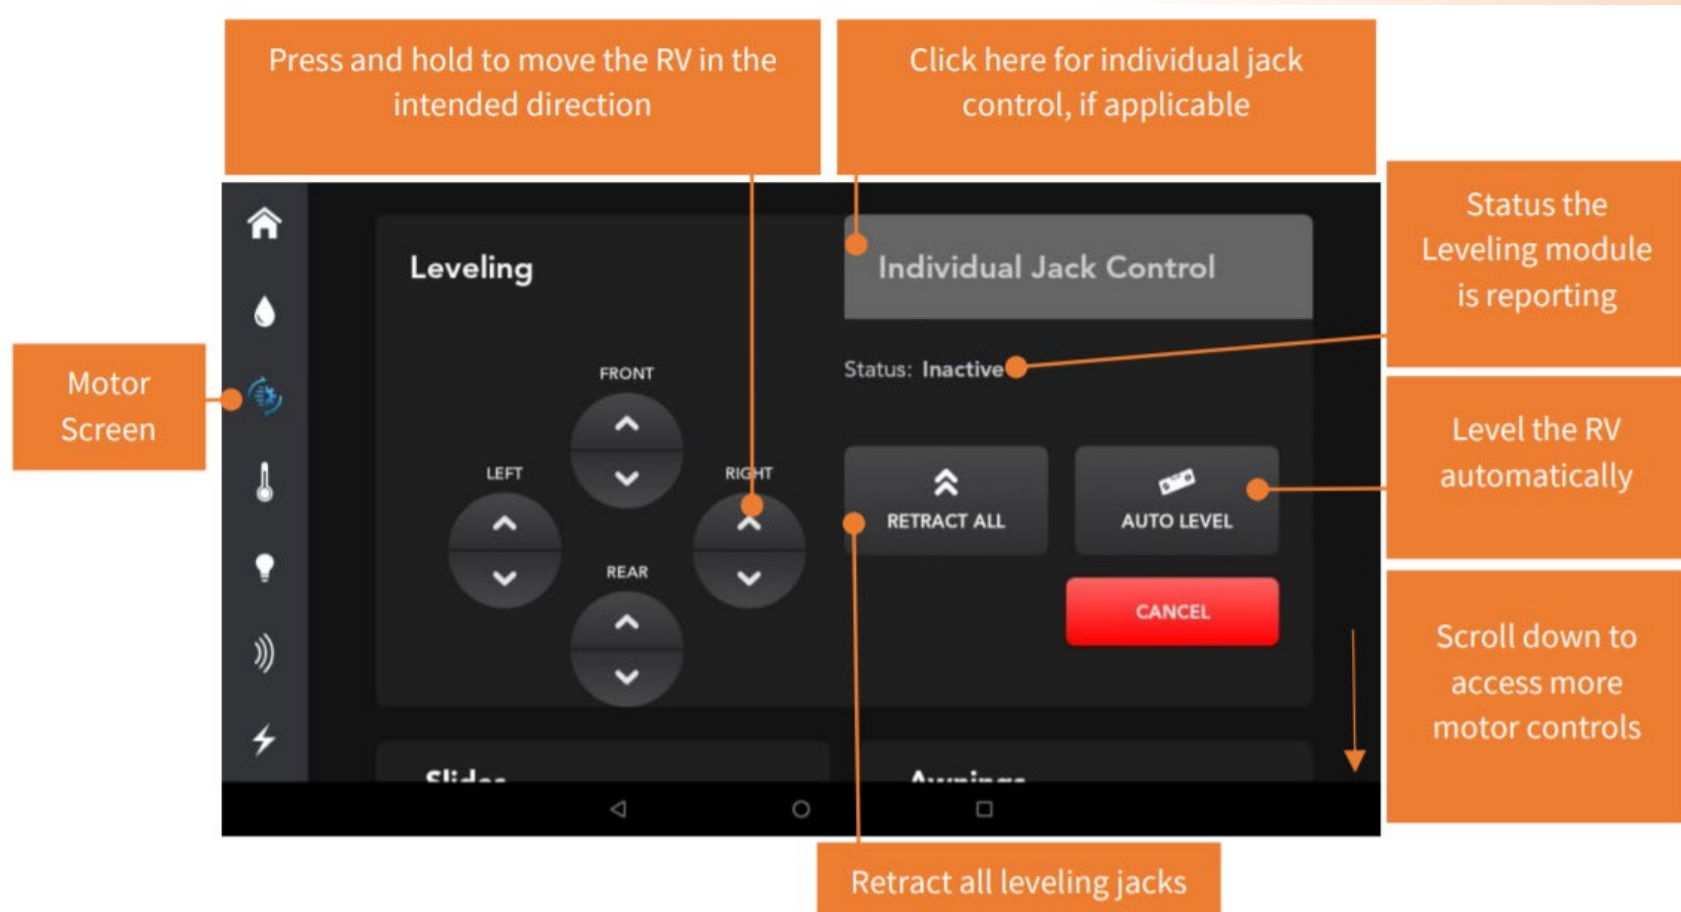 Press and hold to move the RV in the
intended direction
Click here for individual jack
control, if applicable
Status the
Leveling module
is reporting
Leveling
Individual Jack Control
Motor
Screen
Status: Inactive
FRONT
LEFT
RIGHT
REAR
RETRACT ALL
AUTO LEVEL
CANCEL
Level the RV
automatically
Scroll down to
access more
motor controls
Slides
Awnings
Retract all leveling jacks